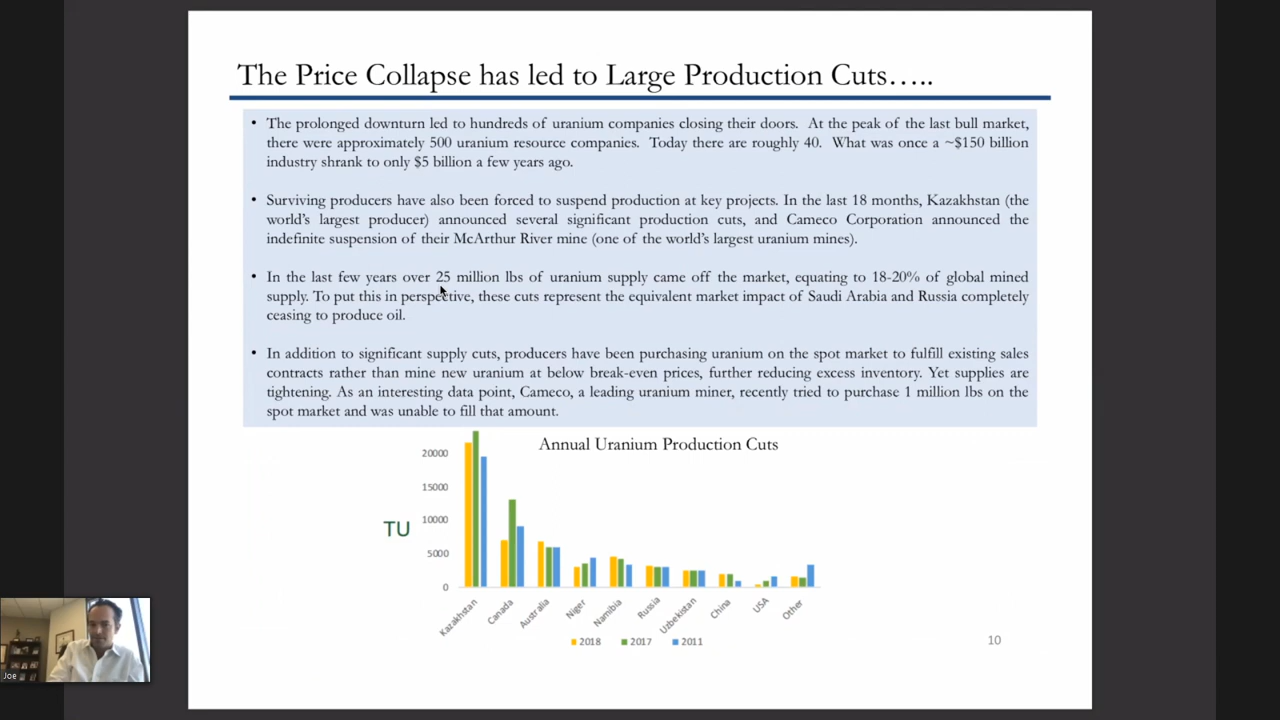 The Price Collapse has led to Large Production Cuts…..
• The prolonged downturn led to hundreds of uranium companies closing their doors. At the peak of the last bull market,
there were approximately 500 uranium resource companies. Today there are roughly 40. What was once a ~$150 billion
industry shrank to only $5 billion a few years ago.
• Surviving producers have also been forced to suspend production at key projects. In the last 18 months, Kazakhstan (the
world's largest producer) announced several significant production cuts, and Cameco Corporation announced the
indefinite suspension of their McArthur River mine (one of the world's largest uranium mines).
• In the last few years over 25 million lbs of uranium supply came off the market, equating to 18-20% of global mined
supply. To put this in perspective, these cuts represent the equivalent market impact of Saudi Arabia and Russia completely
ceasing to produce oil.
• In addition to significant supply cuts, producers have been purchasing uranium on the spot market to fulfill existing sales
contracts rather than mine new uranium at below break-even prices, further reducing excess inventory. Yet supplies are
tightening. As an interesting data point, Cameco, a leading uranium miner, recently tried to purchase 1 million lbs on the
spot market and was unable to fill that amount.
Annual Uranium Production Cuts
20000
15000
10000
5000
0
TU
Kazakhstan
Canada
Australia
Niger
Namibia
Russia
Uzbekistan
China
USA
Other
2018 2017 2011
10
Joe